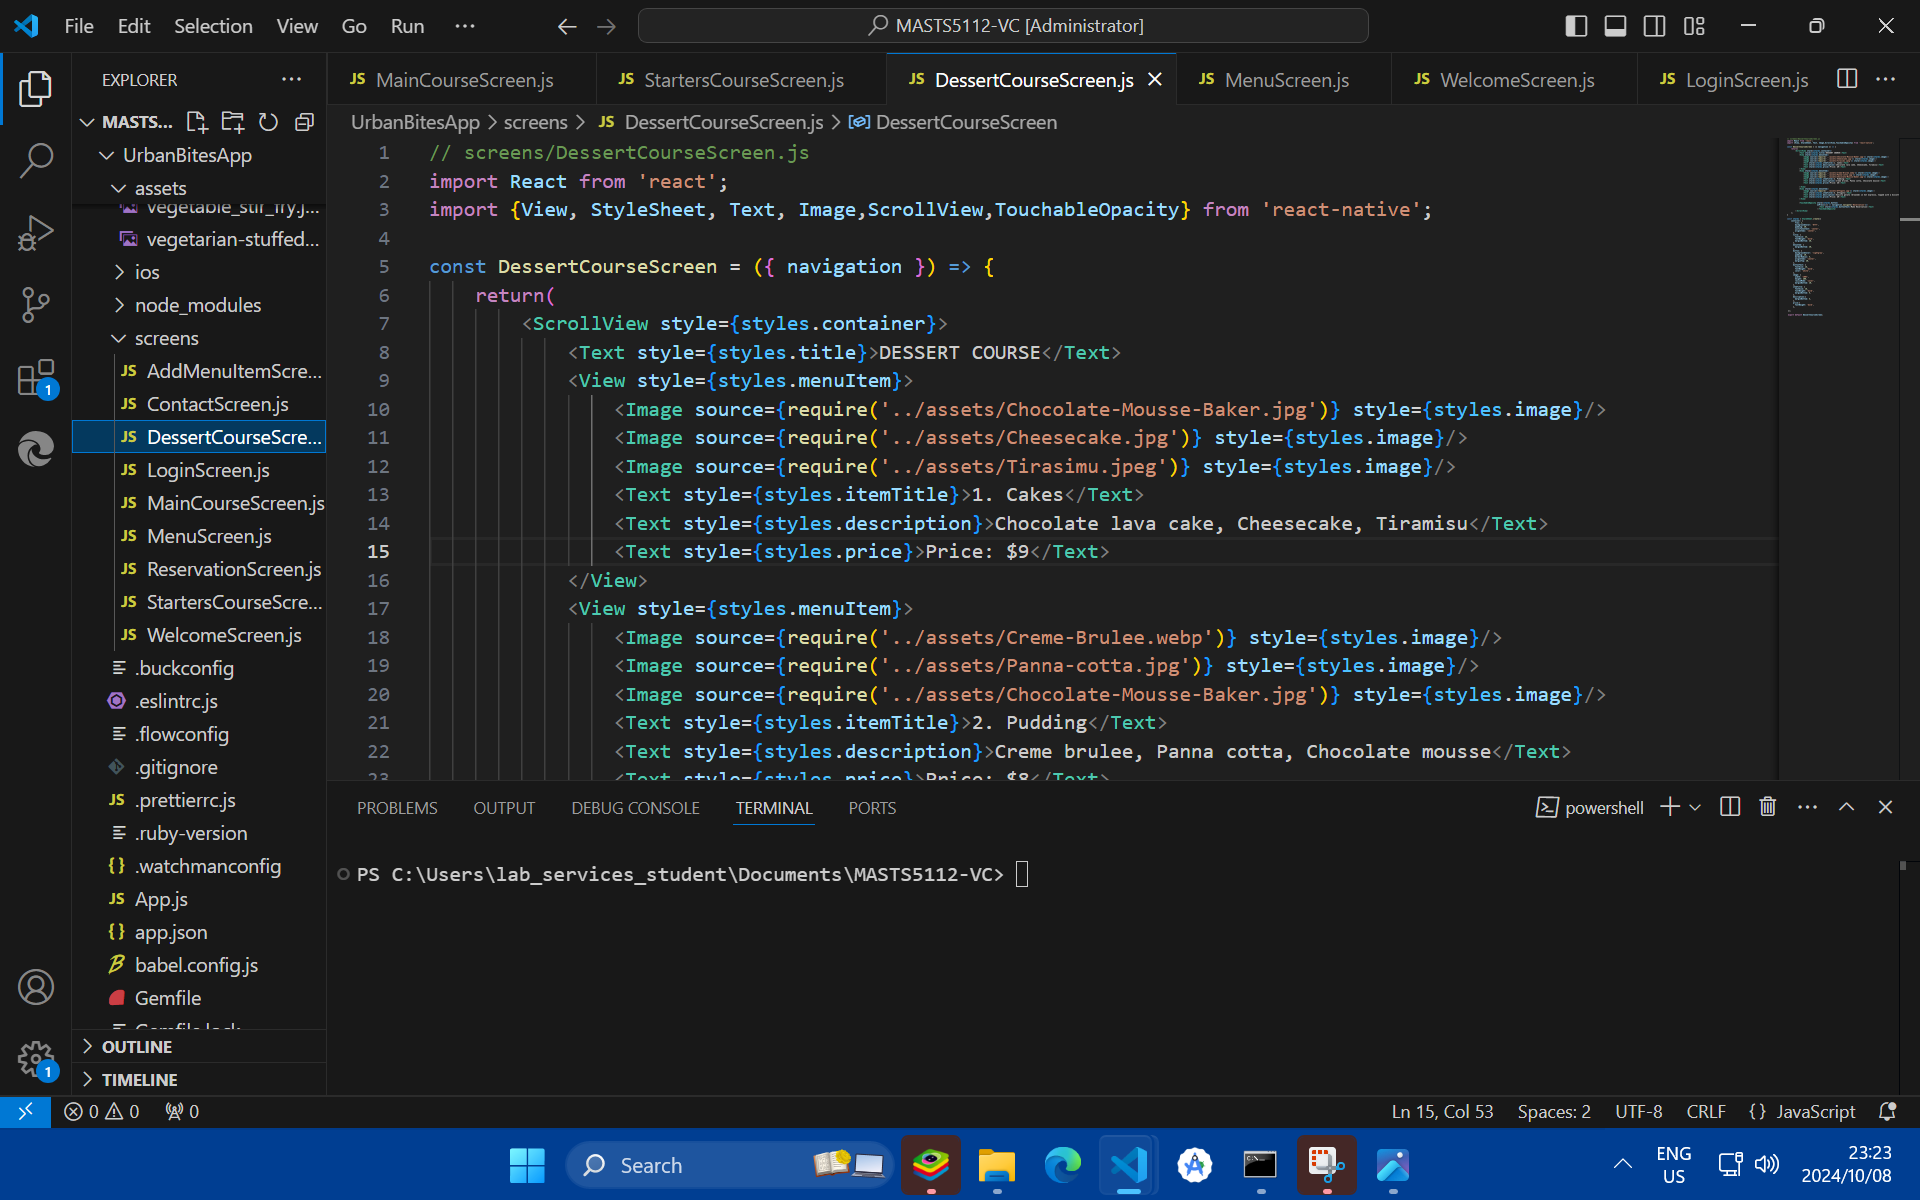 File Edit Selection View Go Run ···
MASTS5112-VC [Administrator]
EXPLORER
MASTS...
UrbanBitesApp
assets
vegetable_stir_fry.j...
vegetarian-stuffed...
ios
node_modules
screens
JS AddMenuItemScre...
JS ContactScreen.js
JS DessertCourseScre...
JS LoginScreen.js
JS MainCourseScreen.js
JS MenuScreen.js
JS ReservationScreen.js
JS StartersCourseScre...
JS WelcomeScreen.js
.buckconfig
.eslintrc.js
.flowconfig
.gitignore
JS .prettierrc.js
.ruby-version
{} .watchmanconfig
JS App.js
{} app.json
babel.config.js
Gemfile
Gemfile.lock
OUTLINE
TIMELINE
1
1
JS MainCourseScreen.js JS StartersCourseScreen.js JS DessertCourseScreen.js JS MenuScreen.js JS WelcomeScreen.js JS LoginScreen.js
UrbanBitesApp > screens > JS DessertCourseScreen.js > DessertCourseScreen
1 // screens/DessertCourseScreen.js
2 import React from 'react';
3 import {View, StyleSheet, Text, Image,ScrollView,TouchableOpacity} from 'react-native';
4
5 const DessertCourseScreen = ({ navigation }) => {
6 return(
7 <ScrollView style={styles.container}>
8 <Text style={styles.title}>DESSERT COURSE</Text>
9 <View style={styles.menuItem}>
10 <Image source={require('../assets/Chocolate-Mousse-Baker.jpg')} style={styles.image}/>
11 <Image source={require('../assets/Cheesecake.jpg')} style={styles.image}/>
12 <Image source={require('../assets/Tirasimu.jpeg')} style={styles.image}/>
13 <Text style={styles.itemTitle}>1. Cakes</Text>
14 <Text style={styles.description}>Chocolate lava cake, Cheesecake, Tiramisu</Text>
15 <Text style={styles.price}>Price: $9</Text>
16 </View>
17 <View style={styles.menuItem}>
18 <Image source={require('../assets/Creme-Brulee.webp')} style={styles.image}/>
19 <Image source={require('../assets/Panna-cotta.jpg')} style={styles.image}/>
20 <Image source={require('../assets/Chocolate-Mousse-Baker.jpg')} style={styles.image}/>
21 <Text style={styles.itemTitle}>2. Pudding</Text>
22 <Text style={styles.description}>Creme brulee, Panna cotta, Chocolate mousse</Text>
23 <Text style={styles.price}>Price: $8</Text>
PROBLEMS OUTPUT DEBUG CONSOLE TERMINAL PORTS
powershell
PS C:\Users\lab_services_student\Documents\MASTS5112-VC>
0 0 0
Ln 15, Col 53 Spaces: 2 UTF-8 CRLF {} JavaScript
Search
ENG
US
23:23
2024/10/08